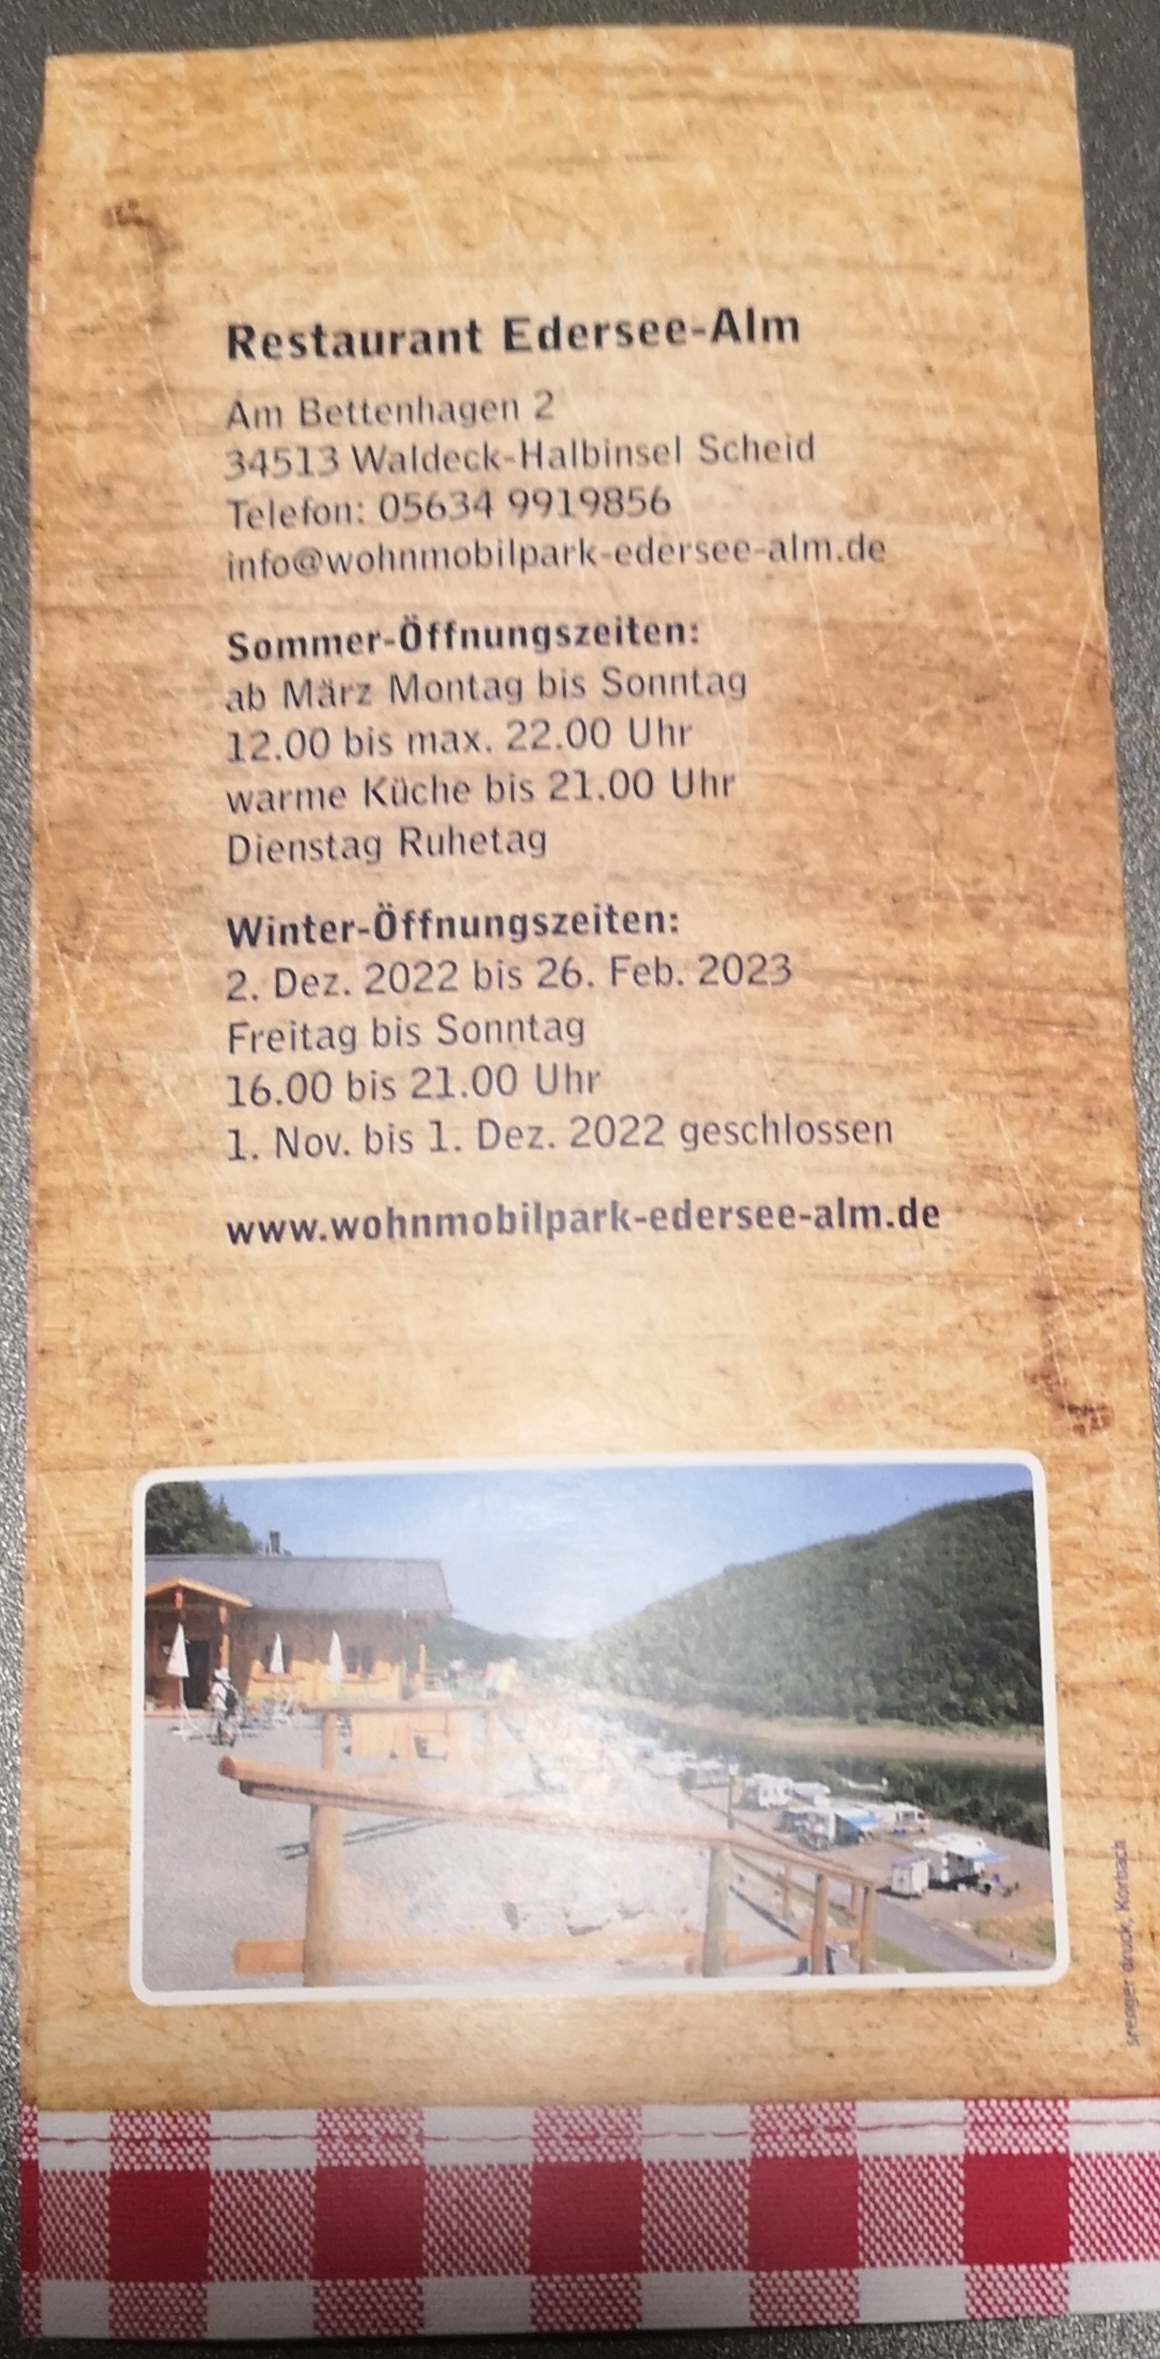 Restaurant Edersee-Alm
Am Bettenhagen 2
34513 Waldeck-Halbinsel Scheid
Telefon: 05634 9919856
info@wohnmobilpark-edersee-alm.de
Sommer-Öffnungszeiten:
ab März Montag bis Sonntag
12.00 bis max. 22.00 Uhr
warme Küche bis 21.00 Uhr
Dienstag Ruhetag
Winter-Öffnungszeiten:
2. Dez. 2022 bis 26. Feb. 2023
Freitag bis Sonntag
16.00 bis 21.00 Uhr
1. Nov. bis 1. Dez. 2022 geschlossen
www.wohnmobilpark-edersee-alm.de
druck, Korbach